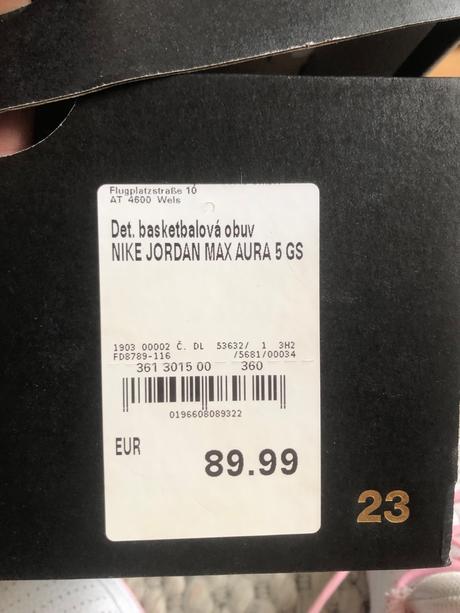 Flugplatzstraße 10
AT 4600 Wels
Det. basketbalová obuv
NIKE JORDAN MAX AURA 5 GS
1903 00002 Č. DL 53632/ 1 3H2
FD8789-116 /5681/00034
361 3015 00 360
0196608089322
EUR
89.99
23